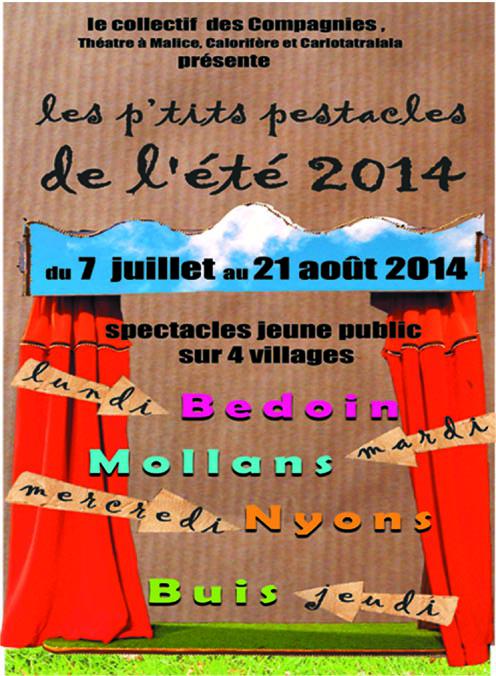 le collectif des Compagnies,
Théatre à Malice, Calorifère et Carlotatralala
présente
les p'tits pestacles
de l'été 2014
du 7 juillet au 21 août 2014
spectacles jeune public
sur 4 villages
lundi Bedoin
Mollans mardi
mercredi Nyons
Buis jeudi